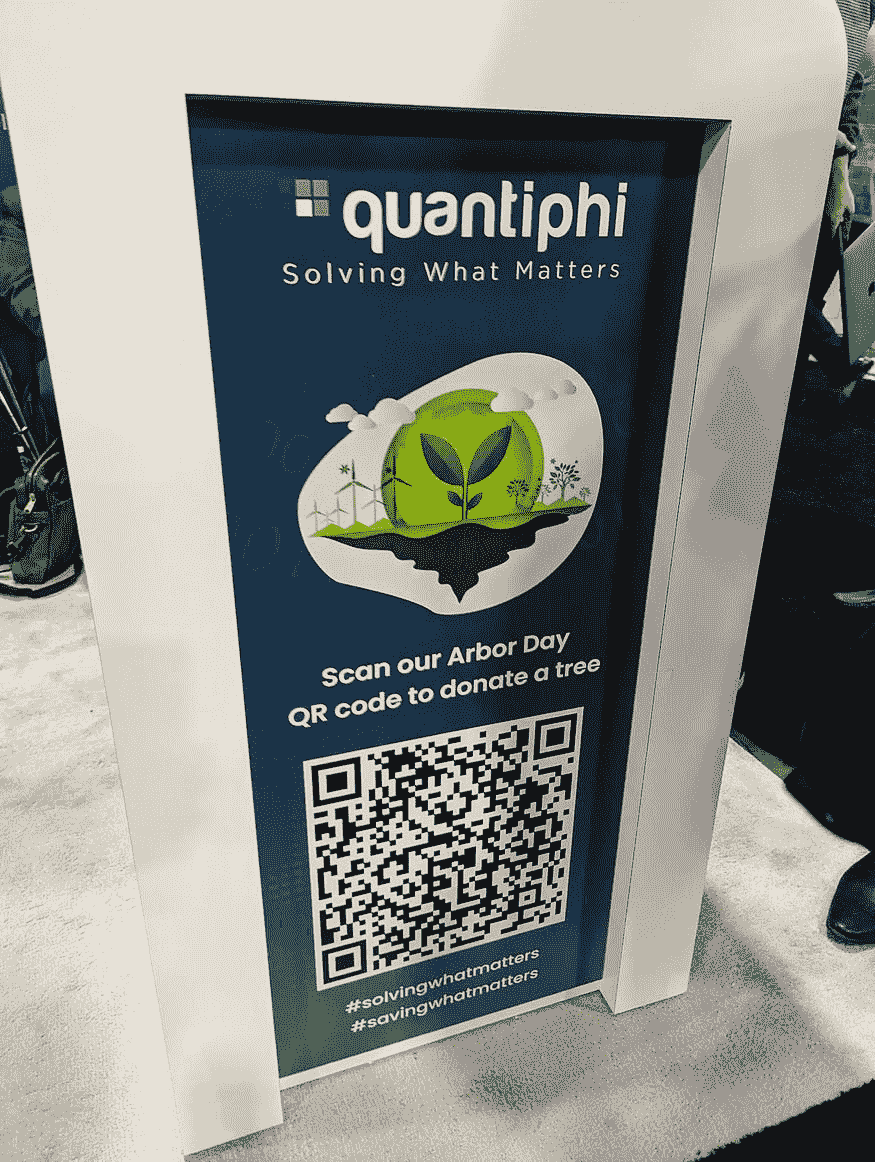 quantiphi
Solving What Matters
Scan our Arbor Day
QR code to donate a tree
#solvingwhatmatters
#savingwhatmatters